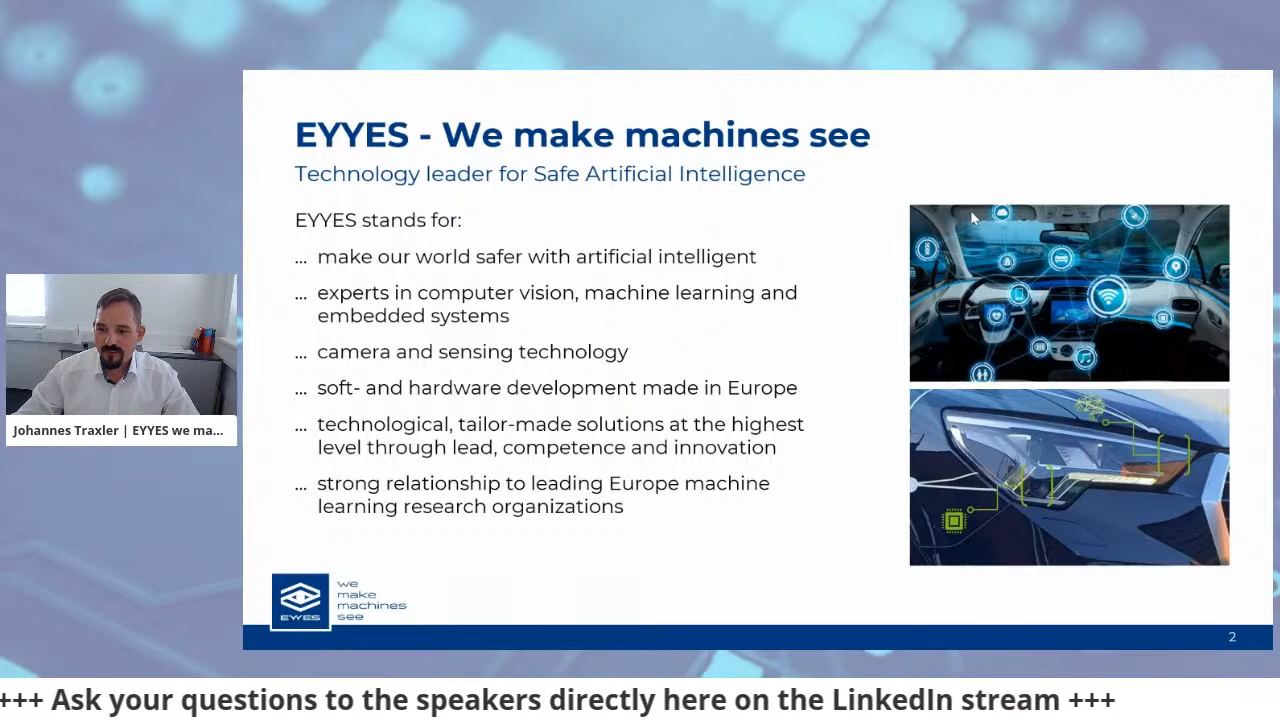 EYYES - We make machines see
Technology leader for Safe Artificial Intelligence
EYYES stands for:
... make our world safer with artificial intelligent
... experts in computer vision, machine learning and
embedded systems
... camera and sensing technology
... soft- and hardware development made in Europe
... technological, tailor-made solutions at the highest
level through lead, competence and innovation
... strong relationship to leading Europe machine
learning research organizations
Johannes Traxler | EYYES we ma...
EYYES
we
make
machines
see
2
+++ Ask your questions to the speakers directly here on the LinkedIn stream +++